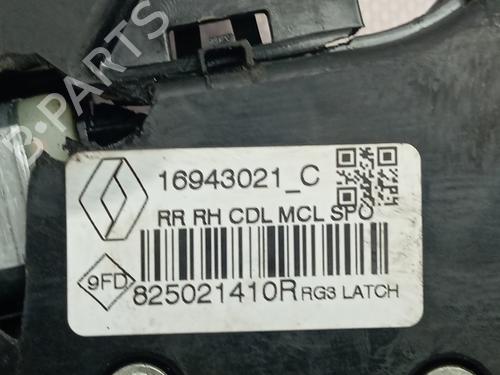 B-PARTS
16943021_C
RR RH CDL MCL SPO
9FD
825021410R RG3 LATCH